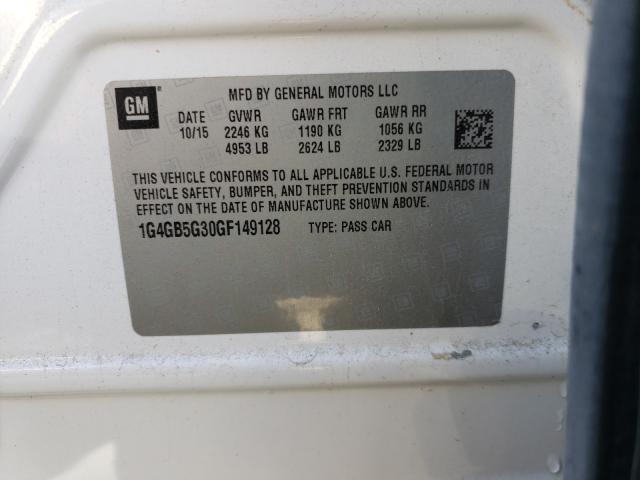 GM
MFD BY GENERAL MOTORS LLC
DATE GVWR GAWR FRT GAWR RR
10/15 2246 KG 1190 KG 1056 KG
4953 LB 2624 LB 2329 LB
THIS VEHICLE CONFORMS TO ALL APPLICABLE U.S. FEDERAL MOTOR
VEHICLE SAFETY, BUMPER, AND THEFT PREVENTION STANDARDS IN
EFFECT ON THE DATE OF MANUFACTURE SHOWN ABOVE.
1G4GB5G30GF149128 TYPE: PASS CAR